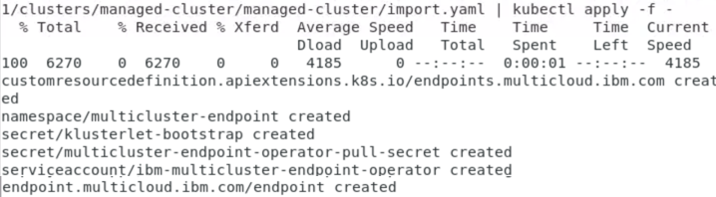 1/clusters/managed-cluster/managed-cluster/import.yaml | kubectl apply -f -
% Total % Received % Xferd Average Speed Time Time Time Current
Dload Upload Total Spent Left Speed
100 6270 0 6270 0 0 4185 0 --:--:-- 0:00:01 --:--:-- 4185
customresourcedefinition.apiextensions.k8s.io/endpoints.multicloud.ibm.com creat
ed
namespace/multicluster-endpoint created
secret/klusterlet-bootstrap created
secret/multicluster-endpoint-operator-pull-secret created
serviceaccount/ibm-multicluster-endpoint-operator created
endpoint.multicloud.ibm.com/endpoint created